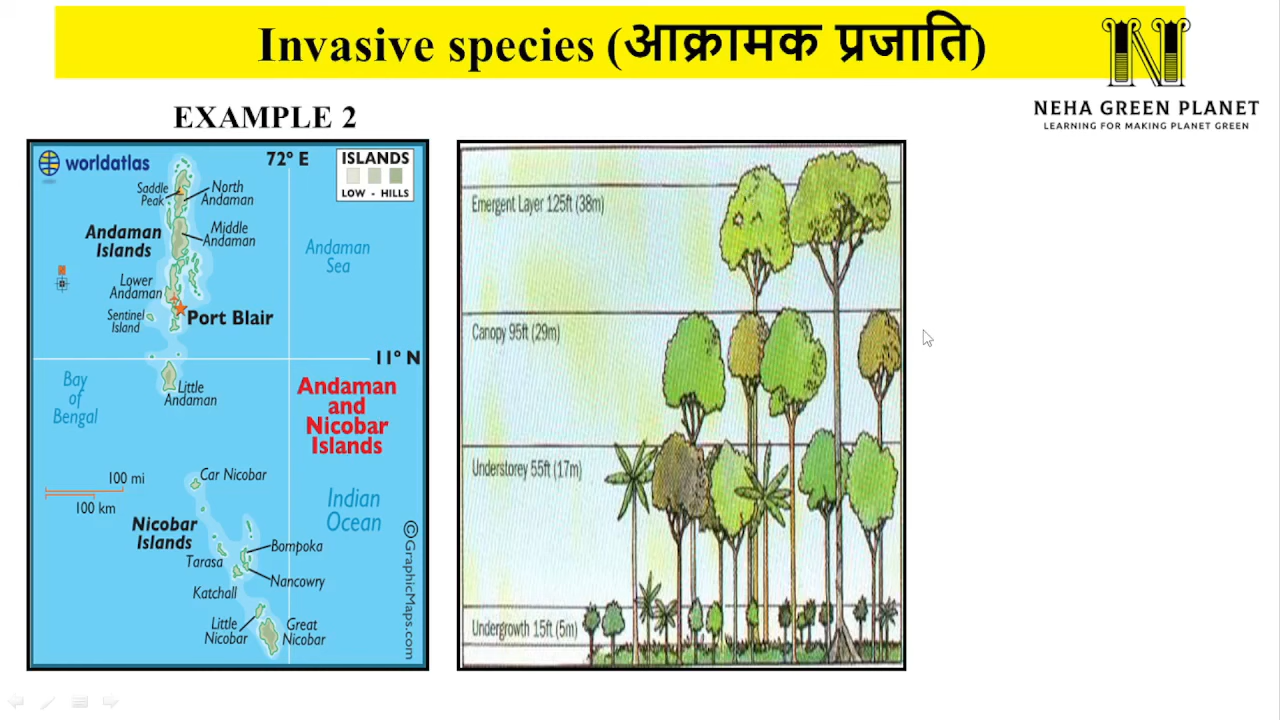 Invasive species (आक्रामक प्रजाति)
N
NEHA GREEN PLANET
LEARNING FOR MAKING PLANET GREEN
EXAMPLE 2
worldatlas
72° E
ISLANDS
LOW - HILLS
Saddle
Peak
North
Andaman
Andaman
Islands
Middle
Andaman
Andaman
Sea
Lower
Andaman
Sentinel
Island
Port Blair
11° N
Bay
of
Bengal
Little
Andaman
Andaman
and
Nicobar
Islands
Car Nicobar
100 mi
100 km
Nicobar
Islands
Indian
Ocean
Bompoka
Tarasa
Nancowry
Katchall
Little
Nicobar
Great
Nicobar
©GraphicMaps.com
Emergent Layer 125ft (38m)
Canopy 95ft (29m)
Understorey 55ft (17m)
Undergrowth 15ft (5m)